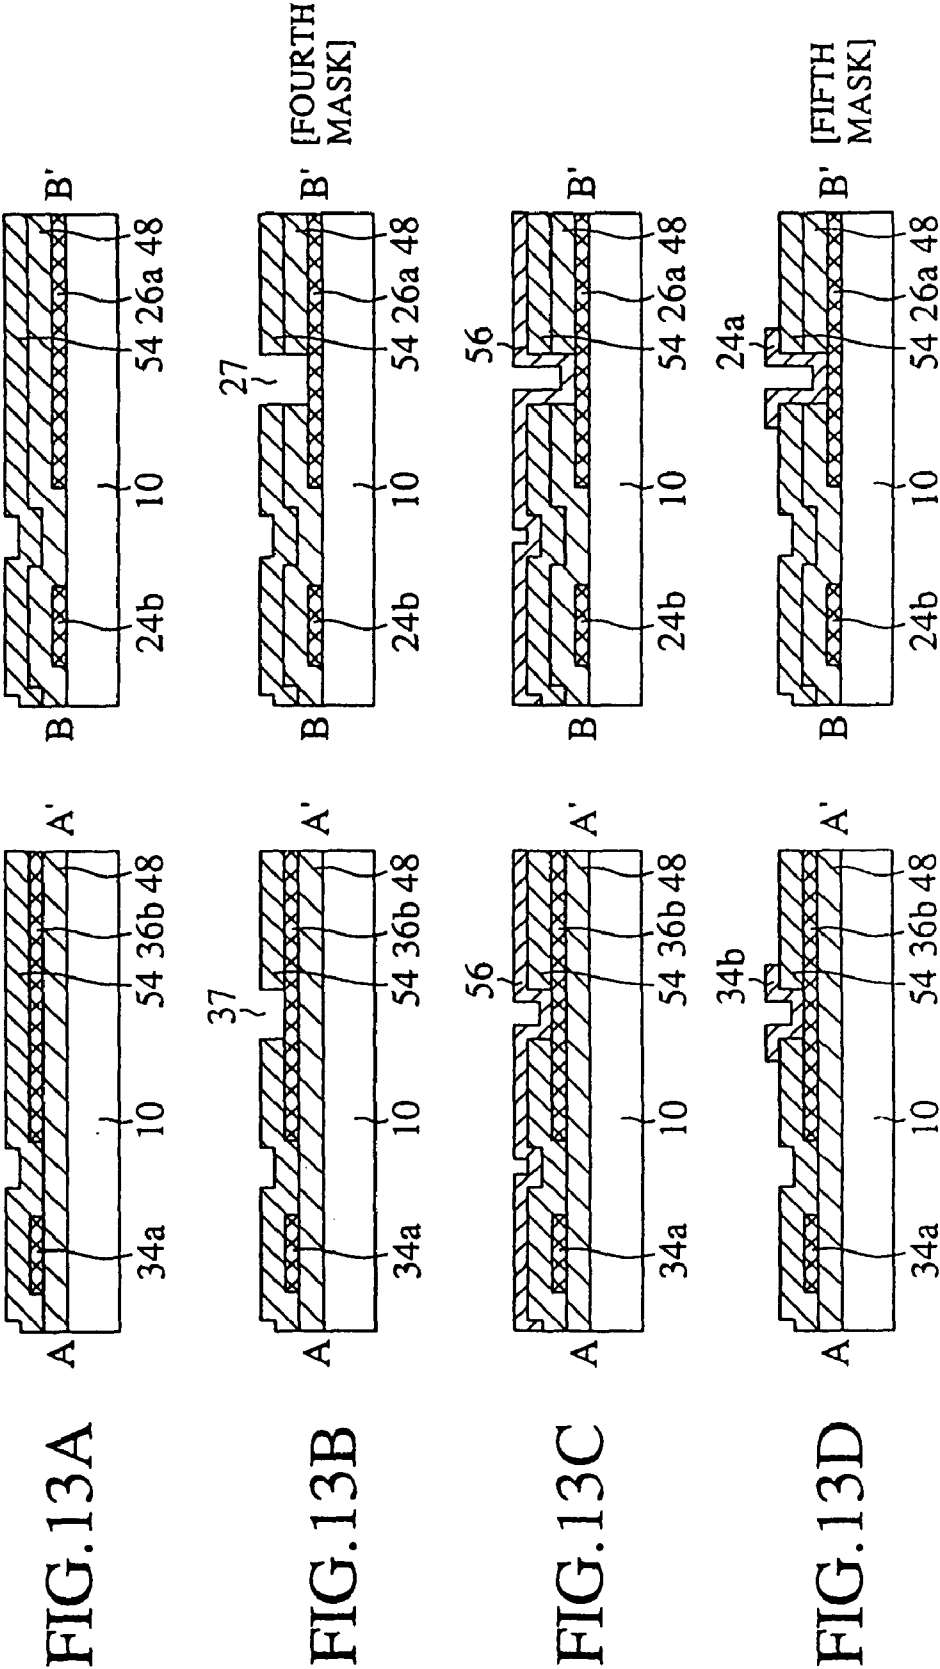 FIG.13A
A
A'
34a
10
54
36b
48
B
B'
24b
10
54
26a
48
FIG.13B
37
A
A'
34a
10
54
36b
48
27
B
B'
24b
10
54
26a
48
[FOURTH
MASK]
FIG.13C
56
A
A'
34a
10
54
36b
48
56
B
B'
24b
10
54
26a
48
FIG.13D
34b
A
A'
34a
10
54
36b
48
24a
B
B'
24b
10
54
26a
48
[FIFTH
MASK]